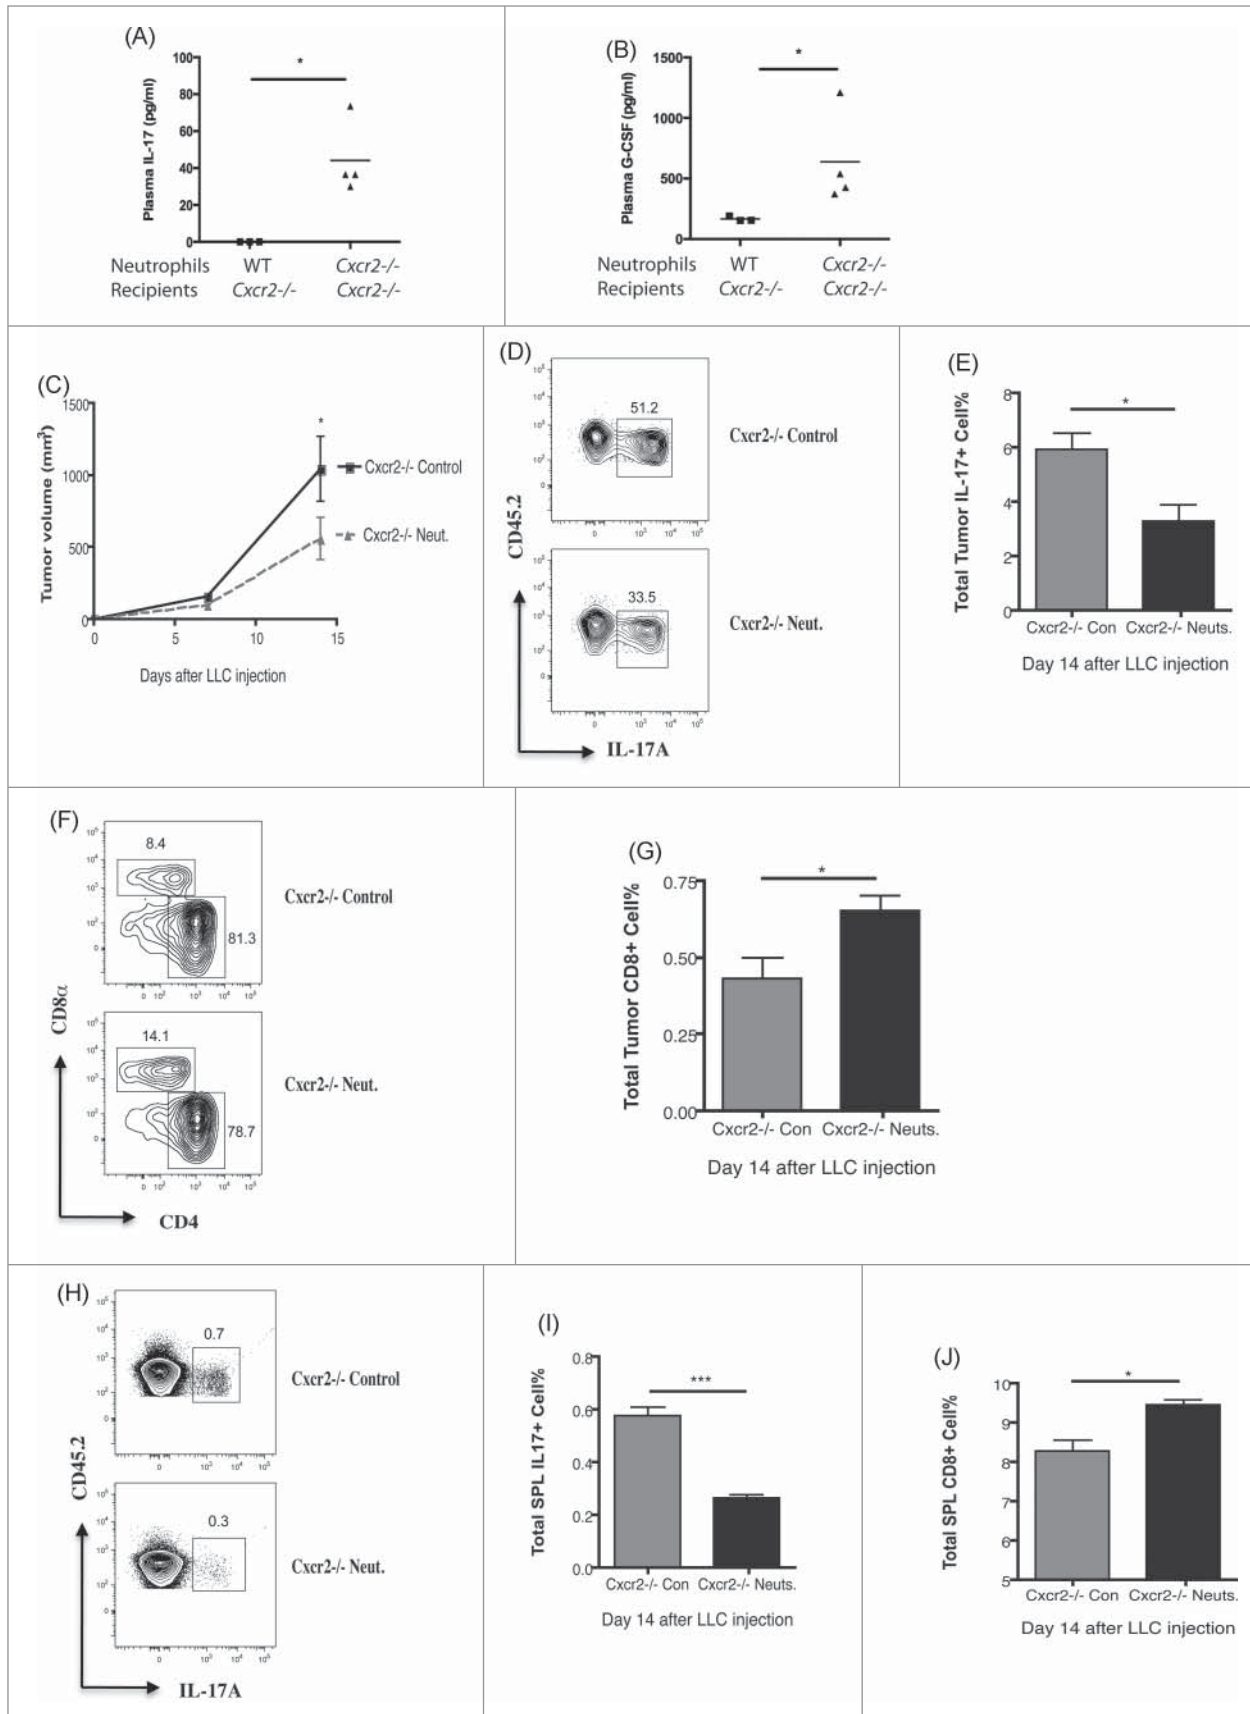 (A)
Plasma IL-17 (pg/ml)
100
80
60
40
20
0
*
Neutrophils WT Cxcr2-/-
Recipients Cxcr2-/- Cxcr2-/-
(B)
Plasma G-CSF (pg/ml)
1500
1000
500
0
*
Neutrophils WT Cxcr2-/-
Recipients Cxcr2-/- Cxcr2-/-
(C)
Tumor volume (mm³)
1500
1000
500
0
*
Cxcr2-/- Control
Cxcr2-/- Neut.
0 5 10 15
Days after LLC injection
(D)
CD45.2
51.2
Cxcr2-/- Control
33.5
Cxcr2-/- Neut.
IL-17A
(E)
Total Tumor IL-17+ Cell%
8
6
4
2
0
*
Cxcr2-/- Con Cxcr2-/- Neuts.
Day 14 after LLC injection
(F)
CD8α
8.4
81.3
Cxcr2-/- Control
14.1
78.7
Cxcr2-/- Neut.
CD4
(G)
Total Tumor CD8+ Cell%
0.75
0.50
0.25
0.00
*
Cxcr2-/- Con Cxcr2-/- Neuts.
Day 14 after LLC injection
(H)
CD45.2
0.7
Cxcr2-/- Control
0.3
Cxcr2-/- Neut.
IL-17A
(I)
Total SPL IL17+ Cell%
0.8
0.6
0.4
0.2
0.0
***
Cxcr2-/- Con Cxcr2-/- Neuts.
Day 14 after LLC injection
(J)
Total SPL CD8+ Cell%
10
9
8
7
6
5
*
Cxcr2-/- Con Cxcr2-/- Neuts.
Day 14 after LLC injection